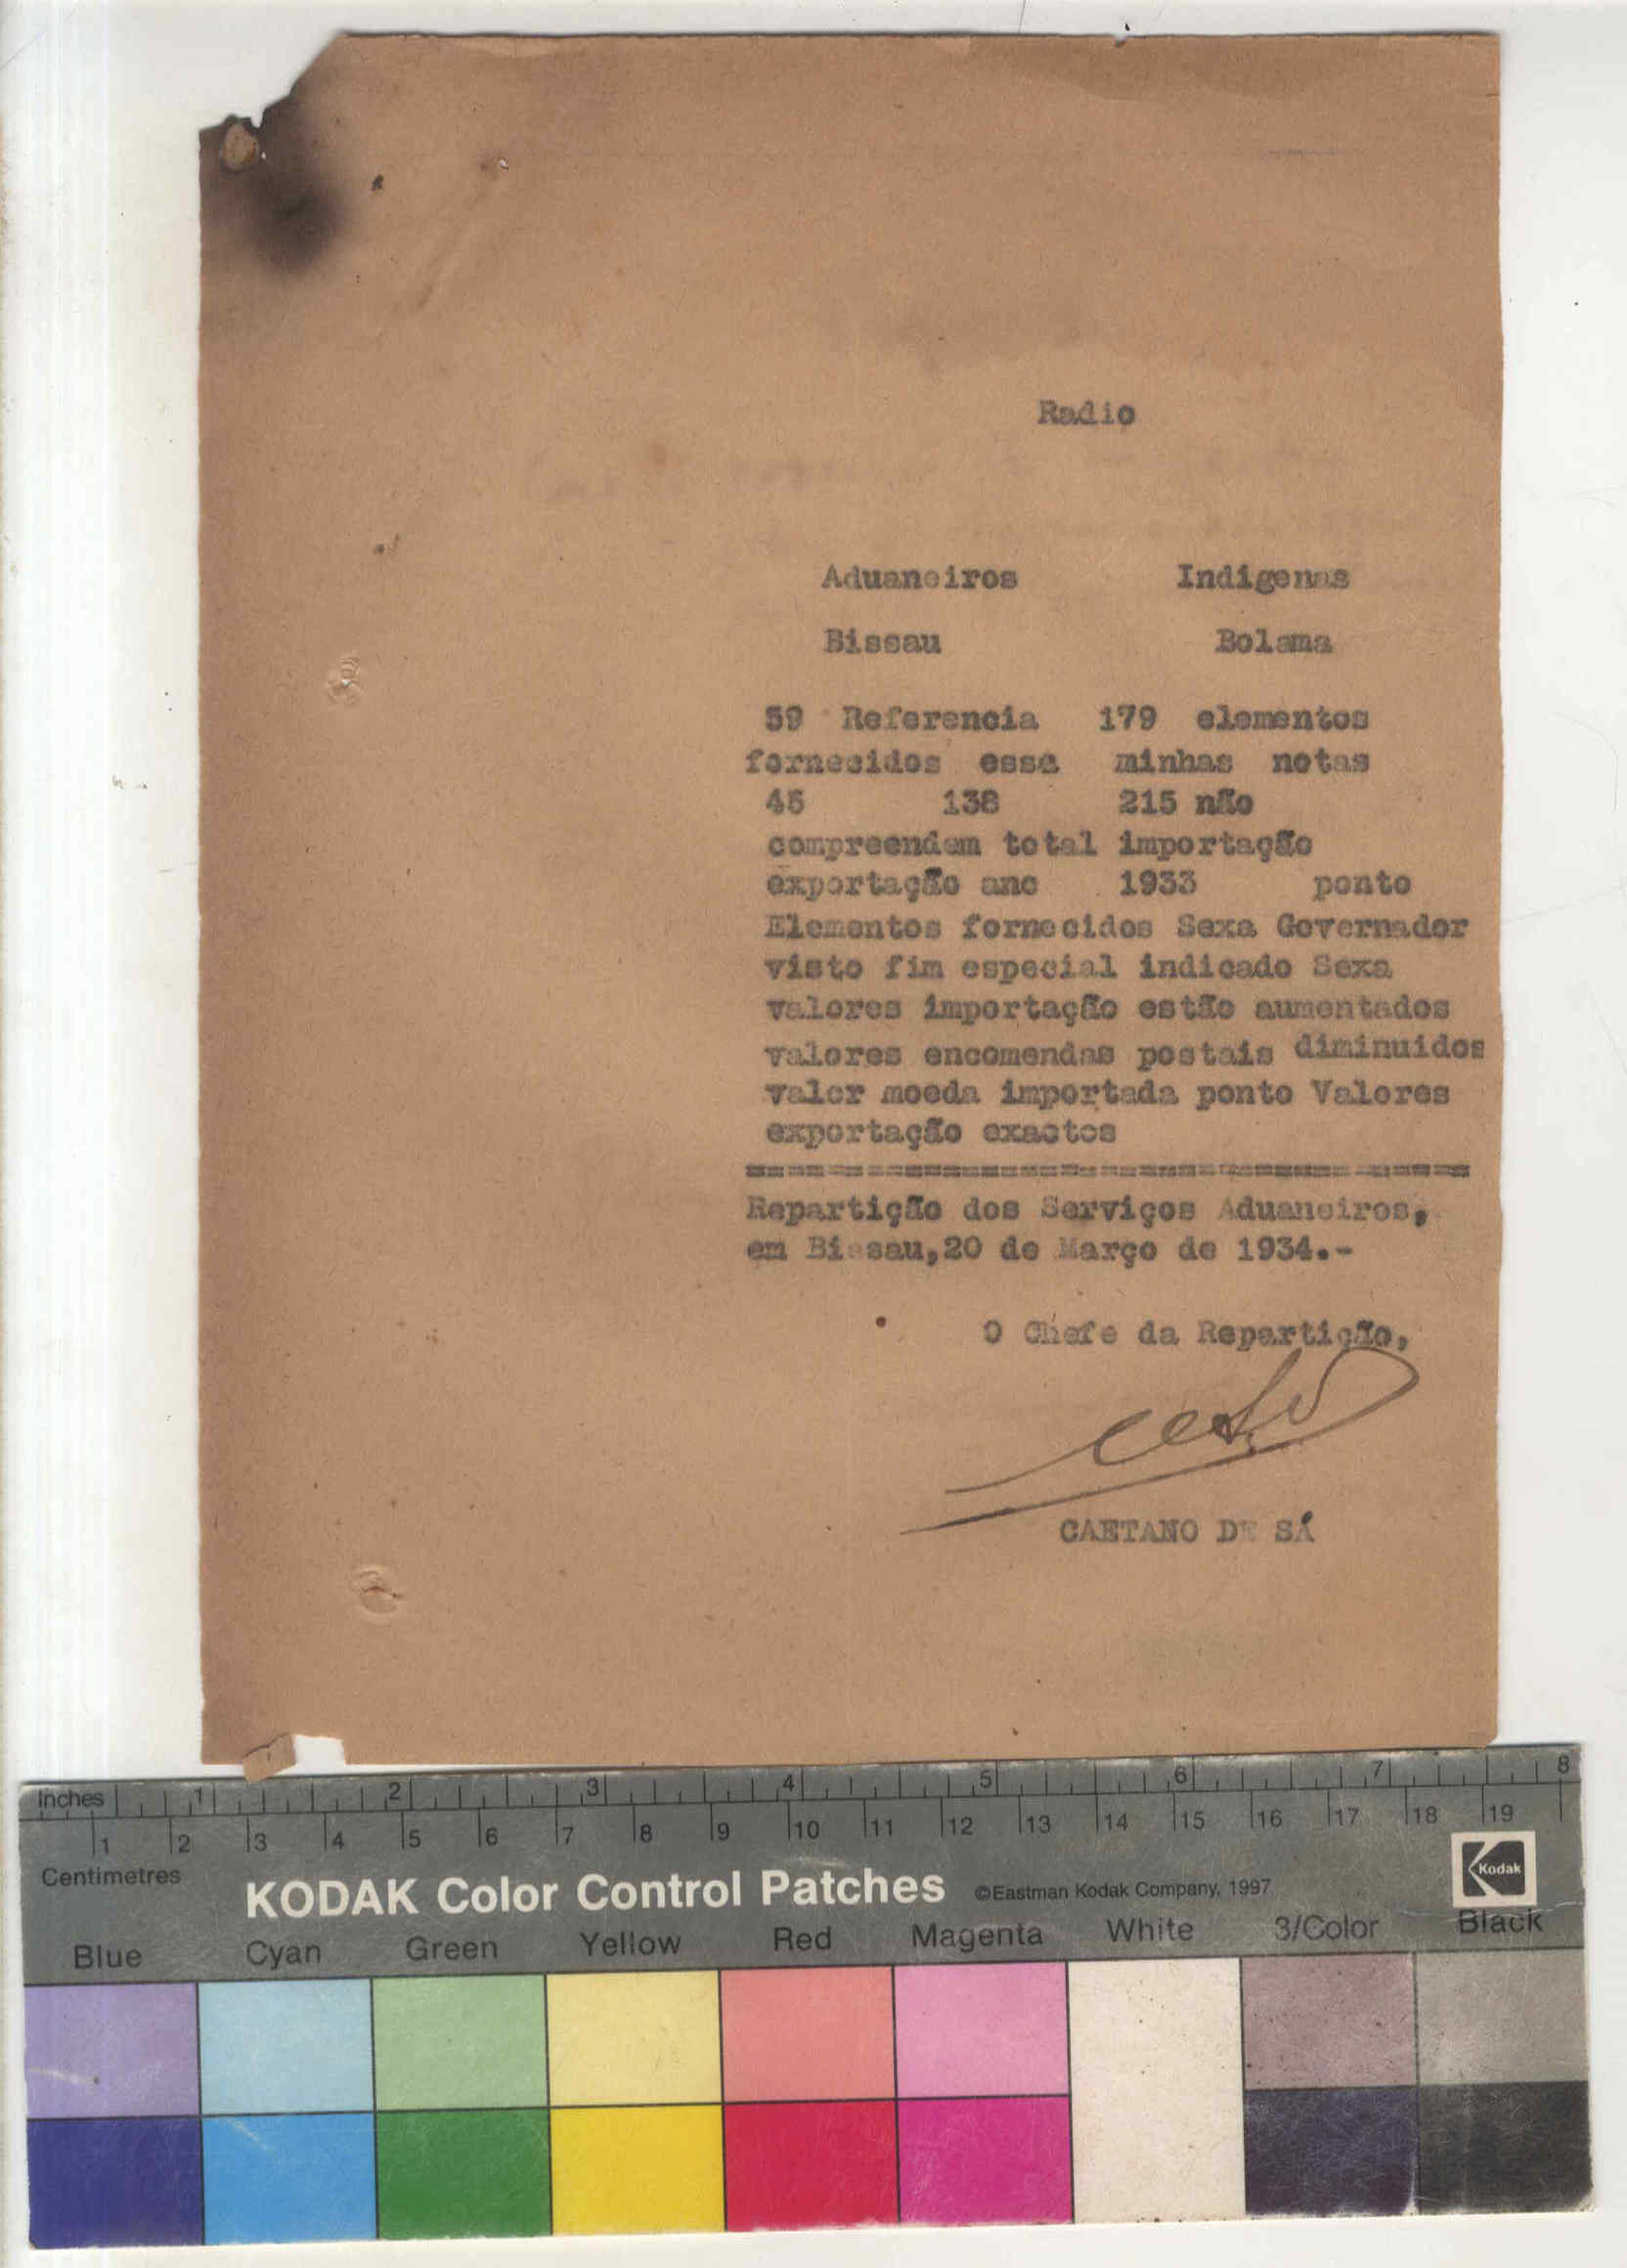 Radio
Aduaneiros Indigenas
Bissau Bolama
59 Referencia 179 elementos
fornecidos essa minhas notas
45 138 215 não
compreendem total importação
exportação ano 1933 ponto
Elementos fornecidos Sexa Governador
visto fim especial indicado Sexa
valores importação estão aumentados
valores encomendas postais diminuidos
valor moeda importada ponto Valores
exportação exactos
=====================================
Repartição dos Serviços Aduaneiros,
em Bissau,20 de Março de 1934.-
O Chefe da Repartição,
CAETANO DE SÁ
Inches 1 2 3 4 5 6 7 8
1 2 3 4 5 6 7 8 9 10 11 12 13 14 15 16 17 18 19
Centimetres
KODAK Color Control Patches ©Eastman Kodak Company, 1997 Kodak
Blue Cyan Green Yellow Red Magenta White 3/Color Black